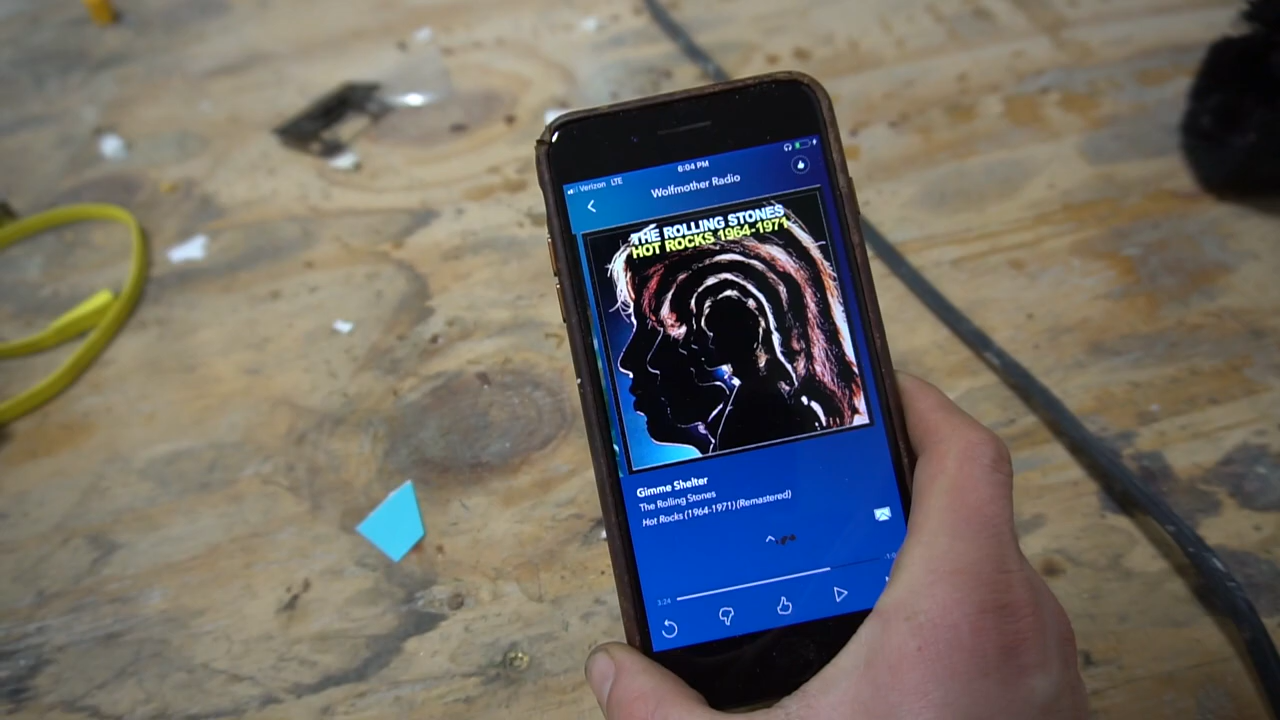 Verizon LTE
6:04 PM
Wolfmother Radio
THE ROLLING STONES
HOT ROCKS 1964-1971
Gimme Shelter
The Rolling Stones
Hot Rocks (1964-1971) (Remastered)
3:24